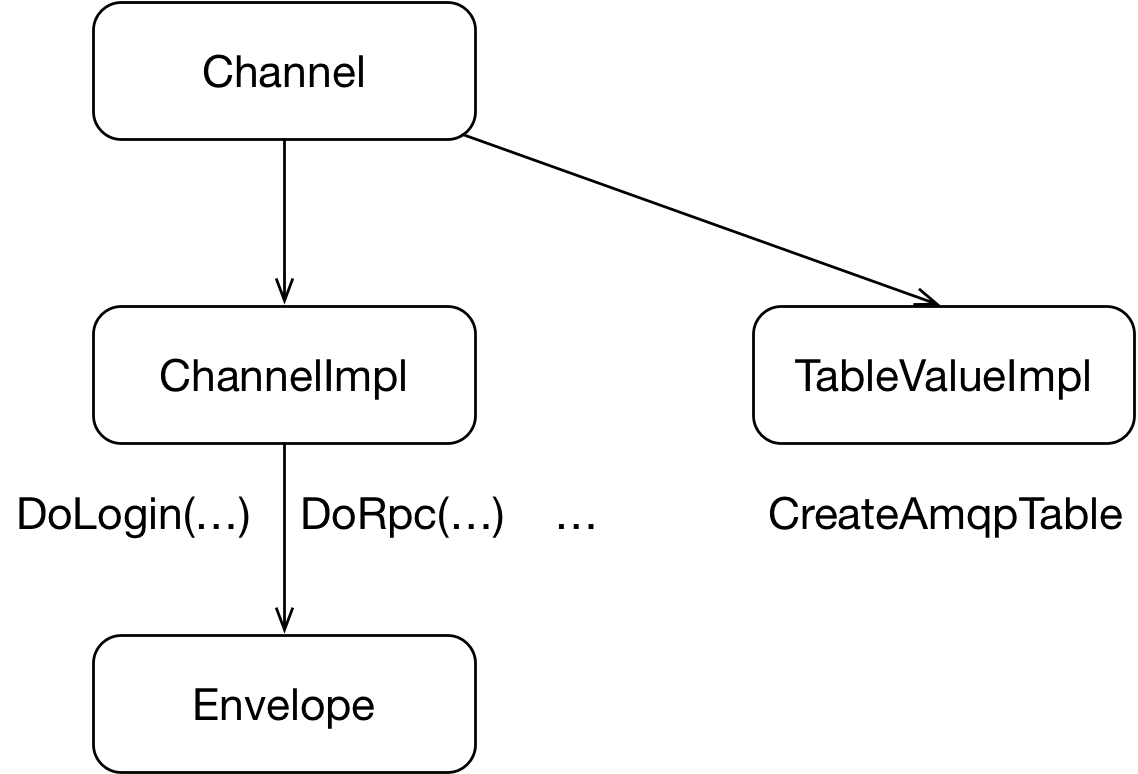 Channel
ChannelImpl
TableValueImpl
DoLogin(…)
DoRpc(…)
…
CreateAmqpTable
Envelope